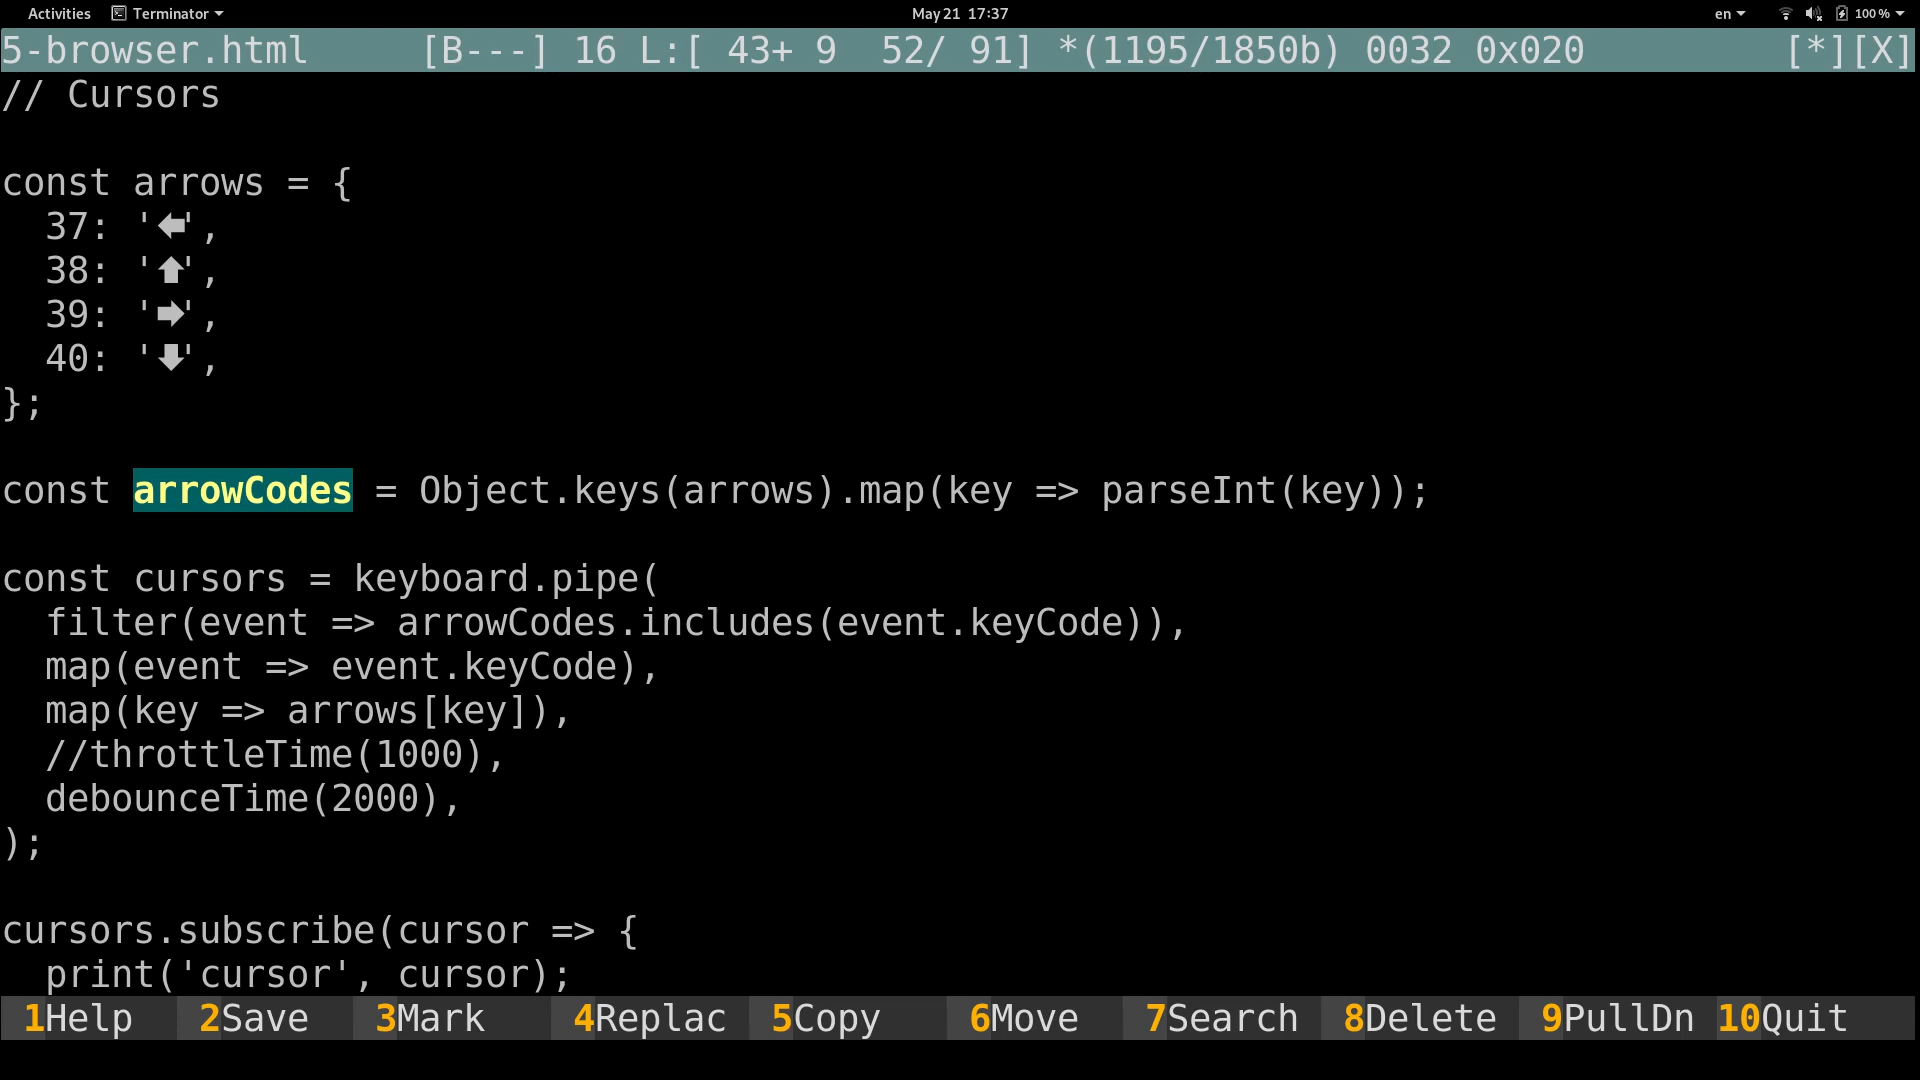 Activities Terminator May 21 17:37 en 100 %
5-browser.html [B---] 16 L:[ 43+ 9 52/ 91] *(1195/1850b) 0032 0x020 [*][X]
// Cursors
const arrows = {
  37: '🡄',
  38: '🡅',
  39: '🡆',
  40: '🡇',
};
const arrowCodes = Object.keys(arrows).map(key => parseInt(key));
const cursors = keyboard.pipe(
  filter(event => arrowCodes.includes(event.keyCode)),
  map(event => event.keyCode),
  map(key => arrows[key]),
  //throttleTime(1000),
  debounceTime(2000),
);
cursors.subscribe(cursor => {
  print('cursor', cursor);
1Help 2Save 3Mark 4Replac 5Copy 6Move 7Search 8Delete 9PullDn 10Quit